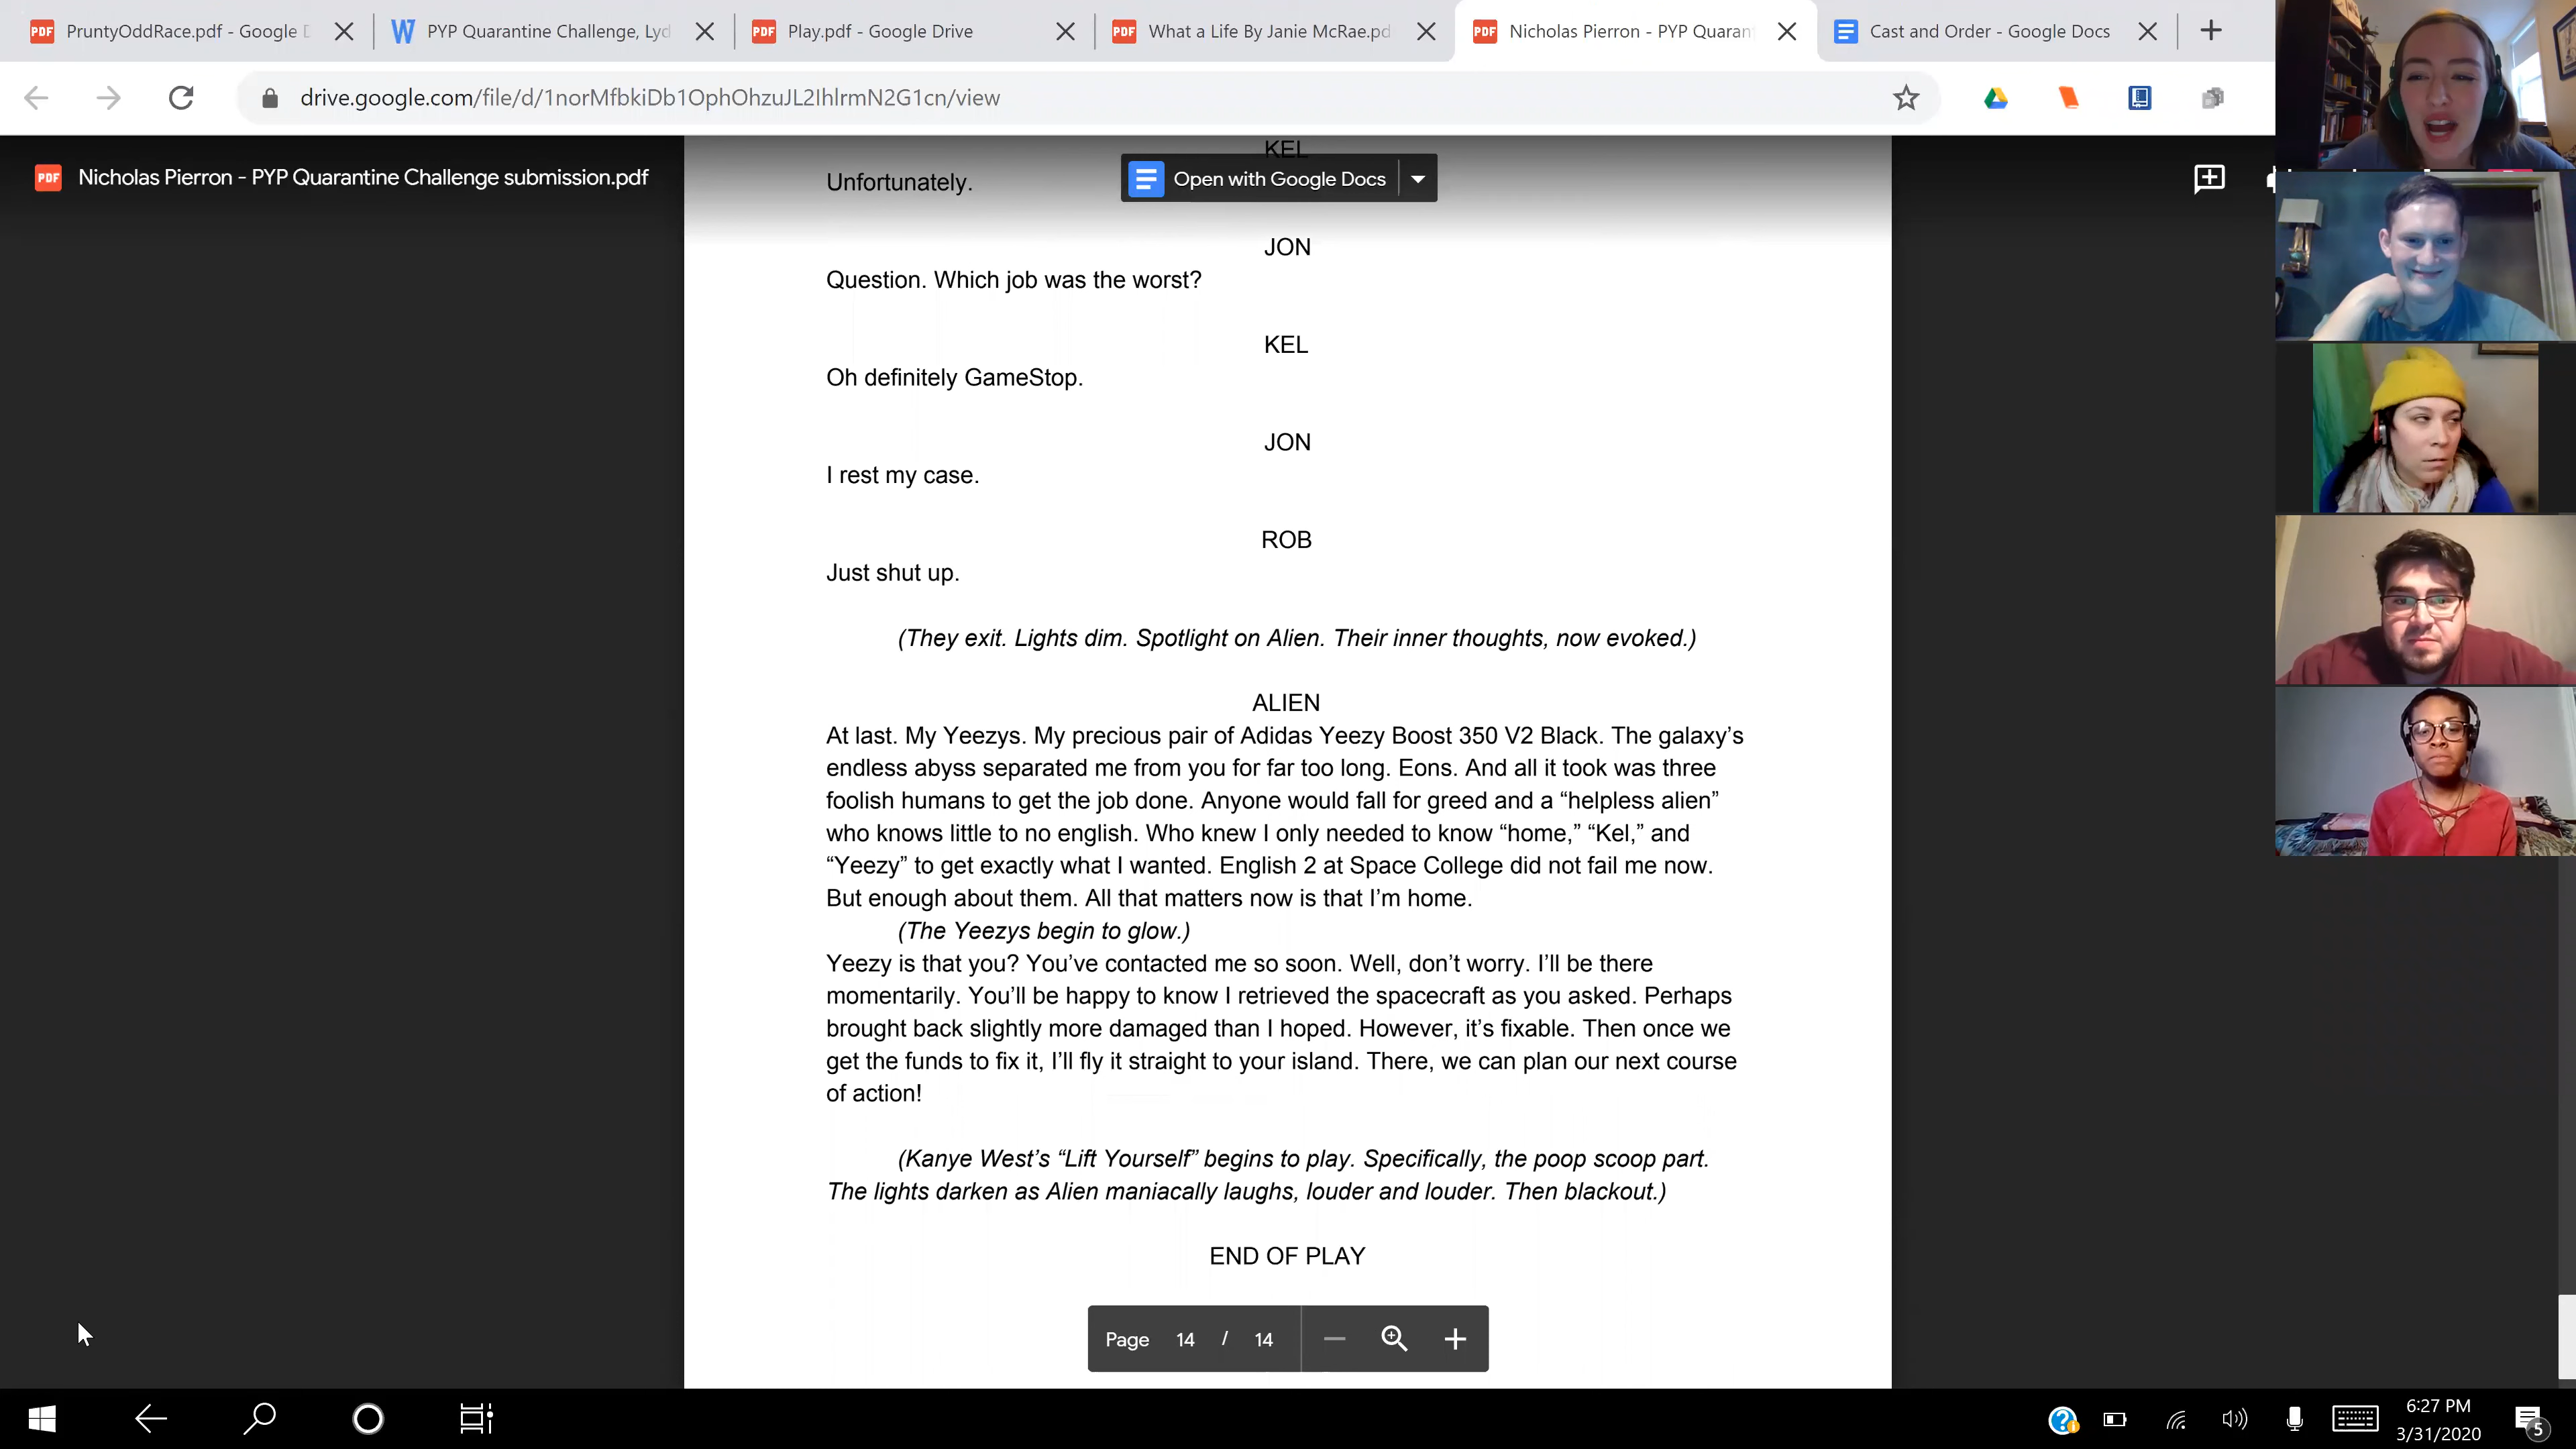 PruntyOddRace.pdf - Google D
PYP Quarantine Challenge, Lyd
Play.pdf - Google Drive
What a Life By Janie McRae.pd
Nicholas Pierron - PYP Quaran
Cast and Order - Google Docs
drive.google.com/file/d/1norMfbkiDb1OphOhzuJL2IhlrmN2G1cn/view
PDF Nicholas Pierron - PYP Quarantine Challenge submission.pdf
Open with Google Docs
KEL
Unfortunately.
JON
Question. Which job was the worst?
KEL
Oh definitely GameStop.
JON
I rest my case.
ROB
Just shut up.
(They exit. Lights dim. Spotlight on Alien. Their inner thoughts, now evoked.)
ALIEN
At last. My Yeezys. My precious pair of Adidas Yeezy Boost 350 V2 Black. The galaxy’s
endless abyss separated me from you for far too long. Eons. And all it took was three
foolish humans to get the job done. Anyone would fall for greed and a “helpless alien”
who knows little to no english. Who knew I only needed to know “home,” “Kel,” and
“Yeezy” to get exactly what I wanted. English 2 at Space College did not fail me now.
But enough about them. All that matters now is that I’m home.
(The Yeezys begin to glow.)
Yeezy is that you? You’ve contacted me so soon. Well, don’t worry. I’ll be there
momentarily. You’ll be happy to know I retrieved the spacecraft as you asked. Perhaps
brought back slightly more damaged than I hoped. However, it’s fixable. Then once we
get the funds to fix it, I’ll fly it straight to your island. There, we can plan our next course
of action!
(Kanye West’s “Lift Yourself” begins to play. Specifically, the poop scoop part.
The lights darken as Alien maniacally laughs, louder and louder. Then blackout.)
END OF PLAY
Page 14 / 14
6:27 PM
3/31/2020
5